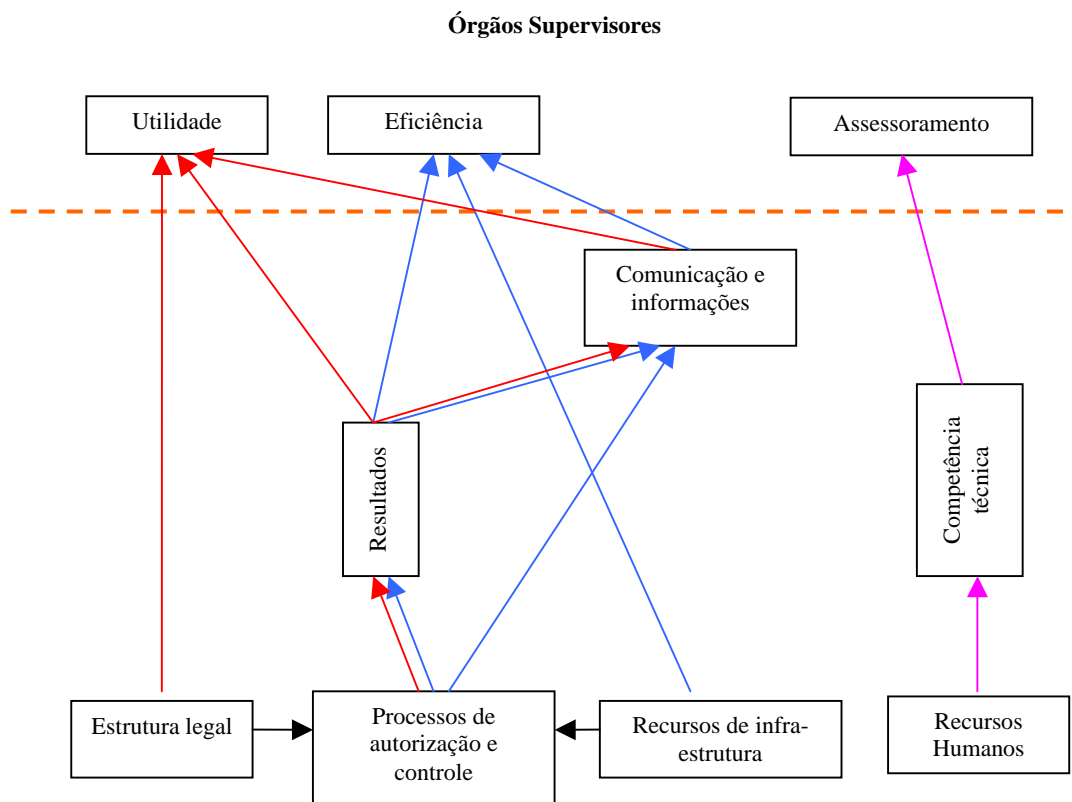 Órgãos Supervisores
Utilidade
Eficiência
Assessoramento
Comunicação e
informações
Resultados
Competência
técnica
Estrutura legal
Processos de
autorização e
controle
Recursos de infra-
estrutura
Recursos
Humanos